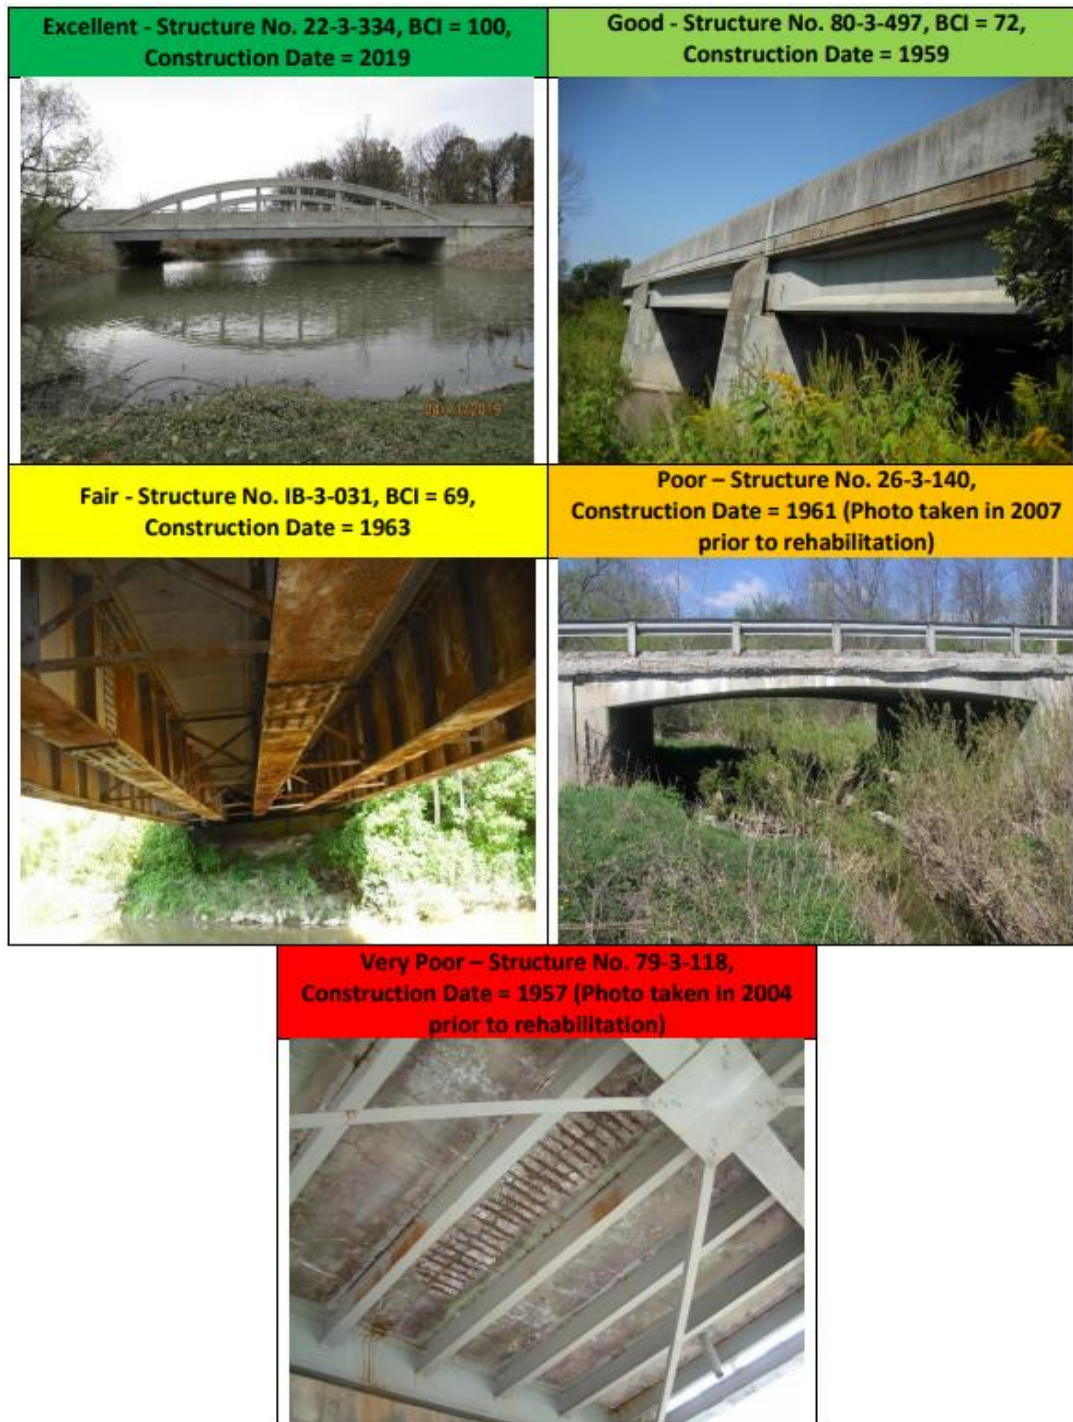 Excellent - Structure No. 22-3-334, BCI = 100,
Construction Date = 2019
Good - Structure No. 80-3-497, BCI = 72,
Construction Date = 1959
Fair - Structure No. IB-3-031, BCI = 69,
Construction Date = 1963
Poor – Structure No. 26-3-140,
Construction Date = 1961 (Photo taken in 2007
prior to rehabilitation)
Very Poor – Structure No. 79-3-118,
Construction Date = 1957 (Photo taken in 2004
prior to rehabilitation)